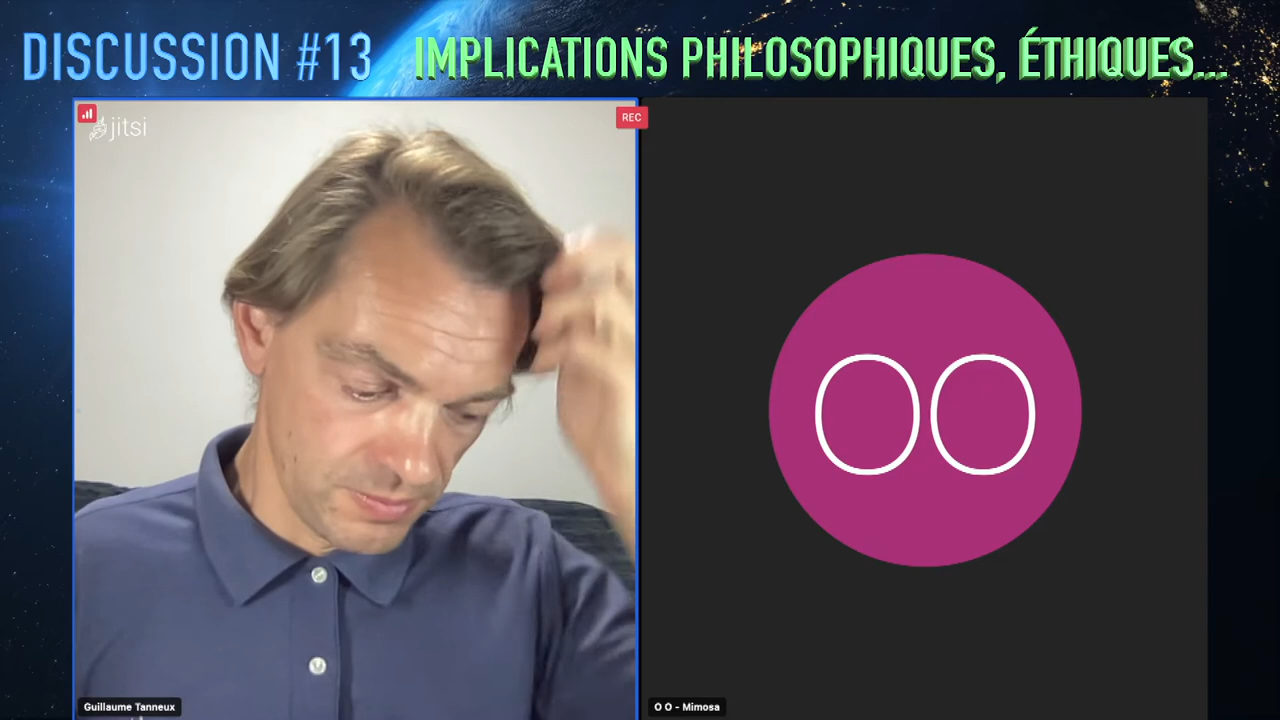 DISCUSSION #13 IMPLICATIONS PHILOSOPHIQUES, ÉTHIQUES...
jitsi
REC
OO
Guillaume Tanneux
O O - Mimosa